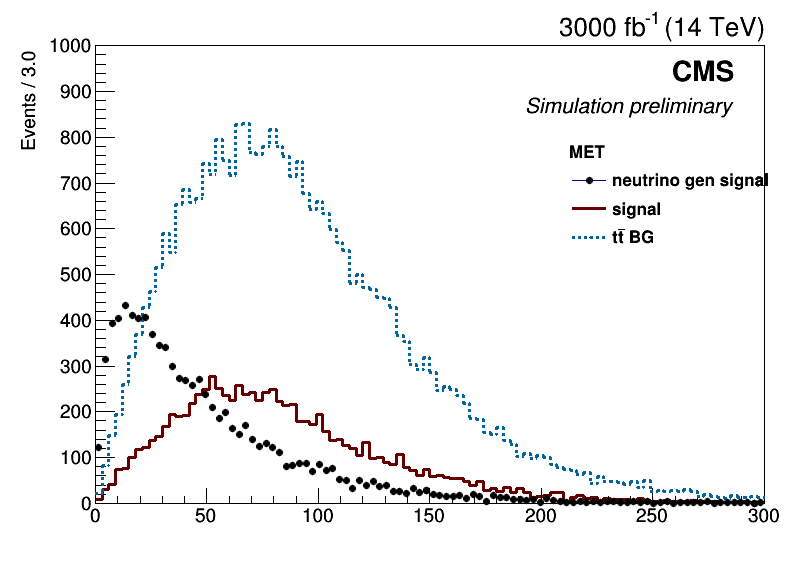 3000 fb-1 (14 TeV)
CMS
Simulation preliminary
MET
neutrino gen signal
signal
tt̄ BG
Events / 3.0
1000
900
800
700
600
500
400
300
200
100
0
0 50 100 150 200 250 300